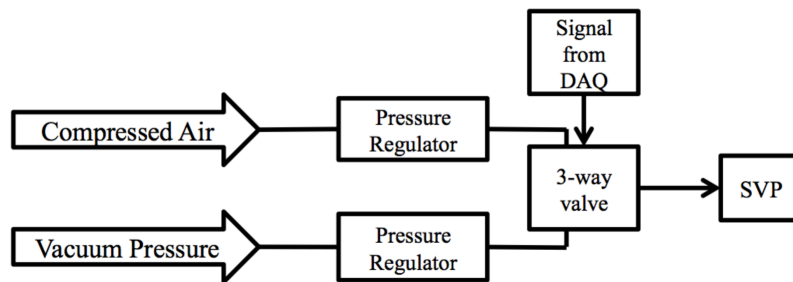 Signal
from
DAQ
Compressed Air
Pressure
Regulator
3-way
valve
SVP
Vacuum Pressure
Pressure
Regulator